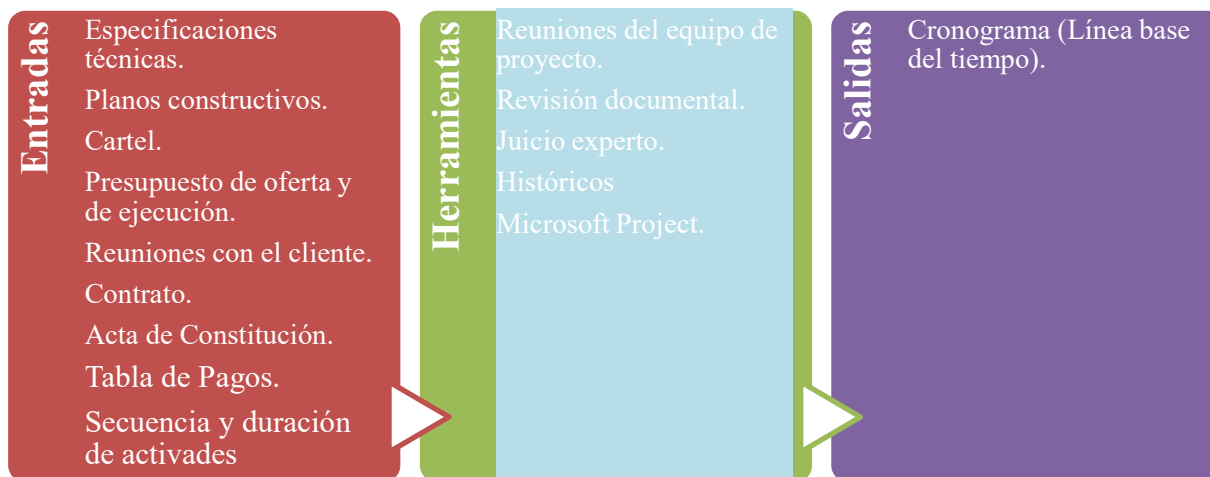 Entradas
Especificaciones
técnicas.
Planos constructivos.
Cartel.
Presupuesto de oferta y
de ejecución.
Reuniones con el cliente.
Contrato.
Acta de Constitución.
Tabla de Pagos.
Secuencia y duración
de activades
Herramientas
Reuniones del equipo de
proyecto.
Revisión documental.
Juicio experto.
Históricos
Microsoft Project.
Salidas
Cronograma (Línea base
del tiempo).